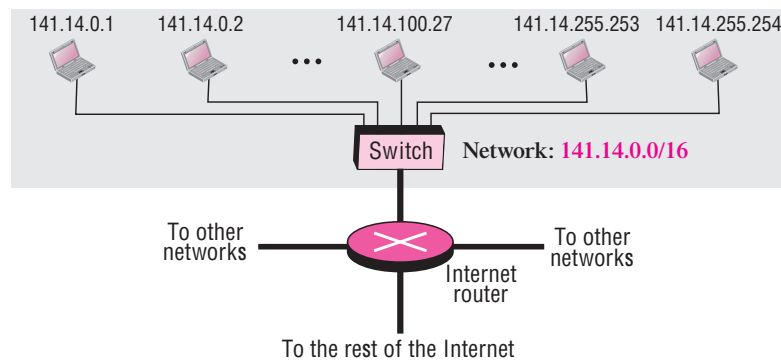 141.14.0.1 141.14.0.2 141.14.100.27 141.14.255.253 141.14.255.254
Switch Network: 141.14.0.0/16
To other
networks
To other
networks
Internet
router
To the rest of the Internet